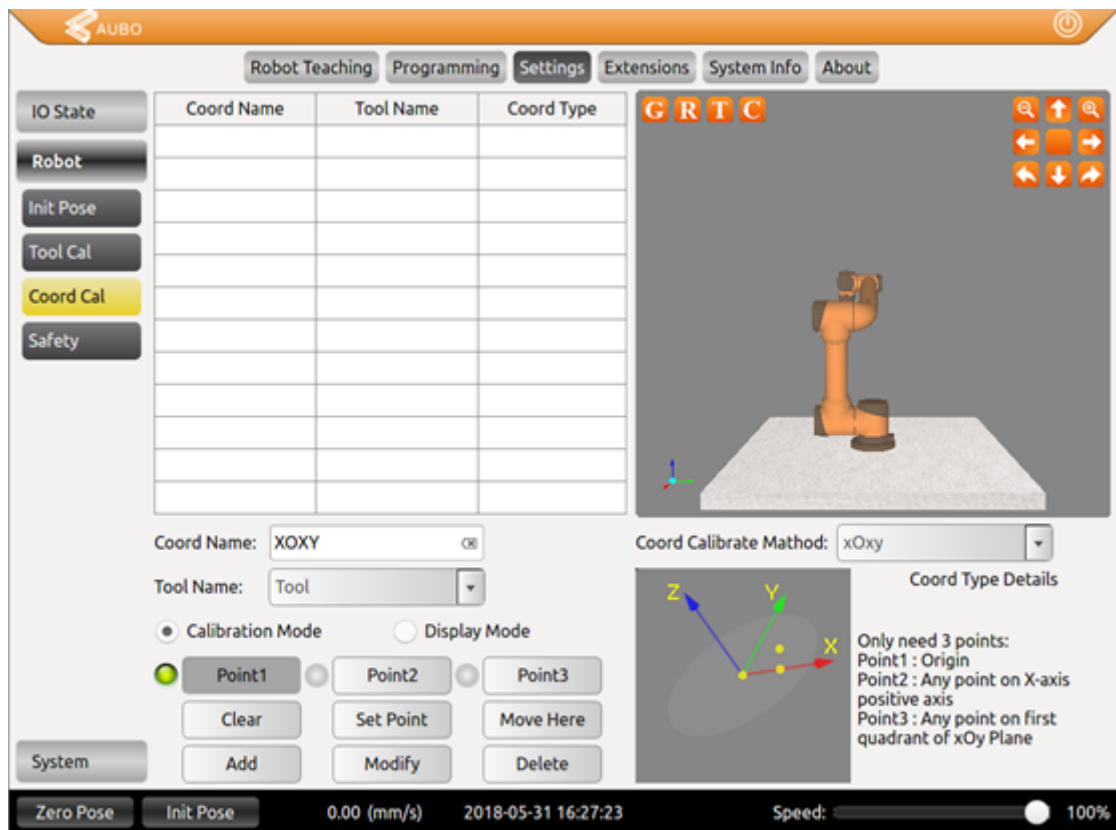 AUBO
Robot Teaching Programming Settings Extensions System Info About
IO State
Robot
Init Pose
Tool Cal
Coord Cal
Safety
System
Coord Name Tool Name Coord Type
G R T C
Coord Name: XOXY
Tool Name: Tool
Calibration Mode Display Mode
Point1 Point2 Point3
Clear Set Point Move Here
Add Modify Delete
Coord Calibrate Mathod: xOxy
Z Y X
Coord Type Details
Only need 3 points:
Point1 : Origin
Point2 : Any point on X-axis
positive axis
Point3 : Any point on first
quadrant of xOy Plane
Zero Pose Init Pose 0.00 (mm/s) 2018-05-31 16:27:23 Speed: 100%